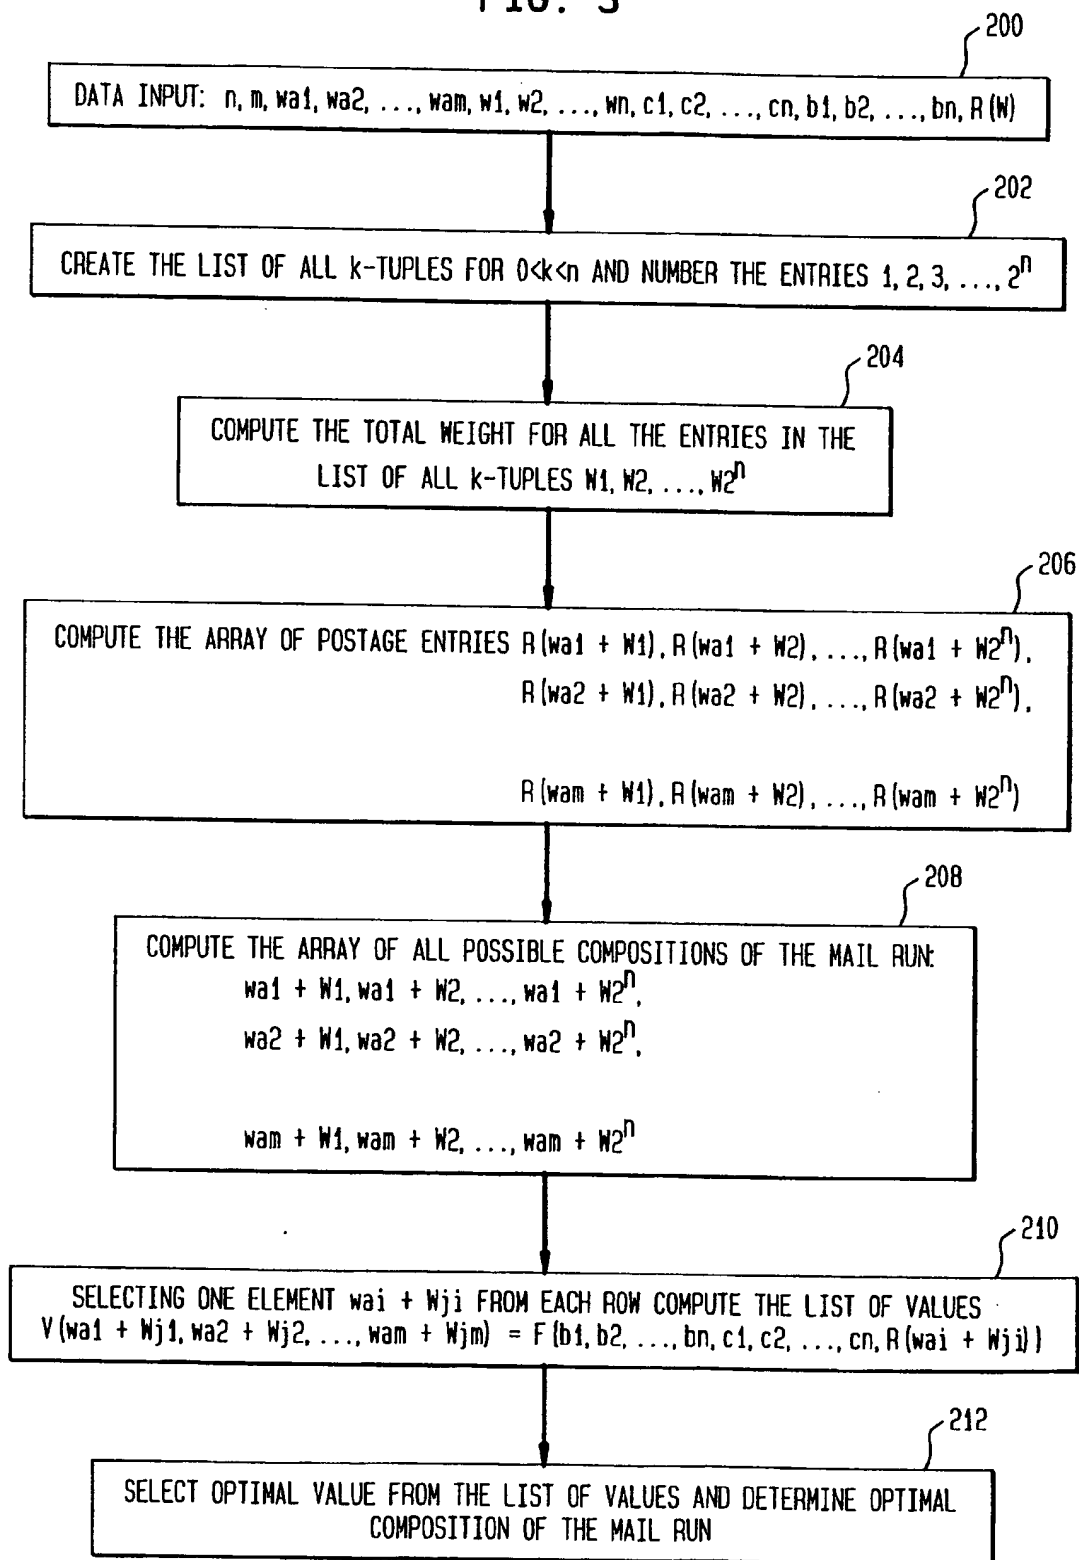 FIG. 3
200
DATA INPUT: n, m, wa1, wa2, ..., wam, w1, w2, ..., wn, c1, c2, ..., cn, b1, b2, ..., bn, R(W)
202
CREATE THE LIST OF ALL k-TUPLES FOR 0<k<n AND NUMBER THE ENTRIES 1, 2, 3, ..., 2^n
204
COMPUTE THE TOTAL WEIGHT FOR ALL THE ENTRIES IN THE
LIST OF ALL k-TUPLES W1, W2, ..., W2^n
206
COMPUTE THE ARRAY OF POSTAGE ENTRIES R(wa1 + W1), R(wa1 + W2), ..., R(wa1 + W2^n),
R(wa2 + W1), R(wa2 + W2), ..., R(wa2 + W2^n),
R(wam + W1), R(wam + W2), ..., R(wam + W2^n)
208
COMPUTE THE ARRAY OF ALL POSSIBLE COMPOSITIONS OF THE MAIL RUN:
wa1 + W1, wa1 + W2, ..., wa1 + W2^n,
wa2 + W1, wa2 + W2, ..., wa2 + W2^n,
wam + W1, wam + W2, ..., wam + W2^n
210
SELECTING ONE ELEMENT wai + Wji FROM EACH ROW COMPUTE THE LIST OF VALUES
V(wa1 + Wj1, wa2 + Wj2, ..., wam + Wjm) = F(b1, b2, ..., bn, c1, c2, ..., cn, R(wai + Wji))
212
SELECT OPTIMAL VALUE FROM THE LIST OF VALUES AND DETERMINE OPTIMAL
COMPOSITION OF THE MAIL RUN